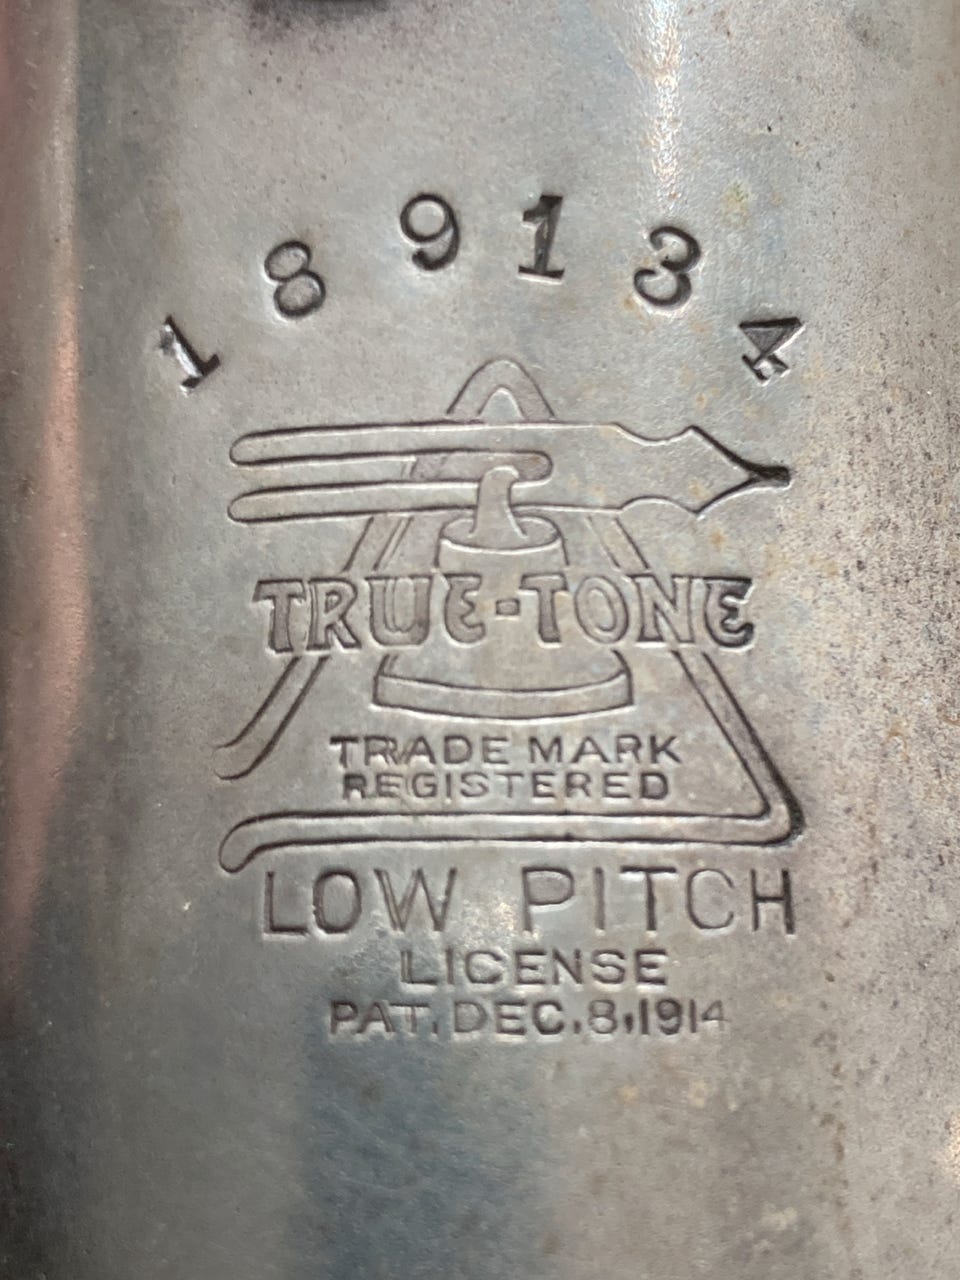 189134
TRUE-TONE
TRADE MARK
REGISTERED
LOW PITCH
LICENSE
PAT. DEC. 8. 1914